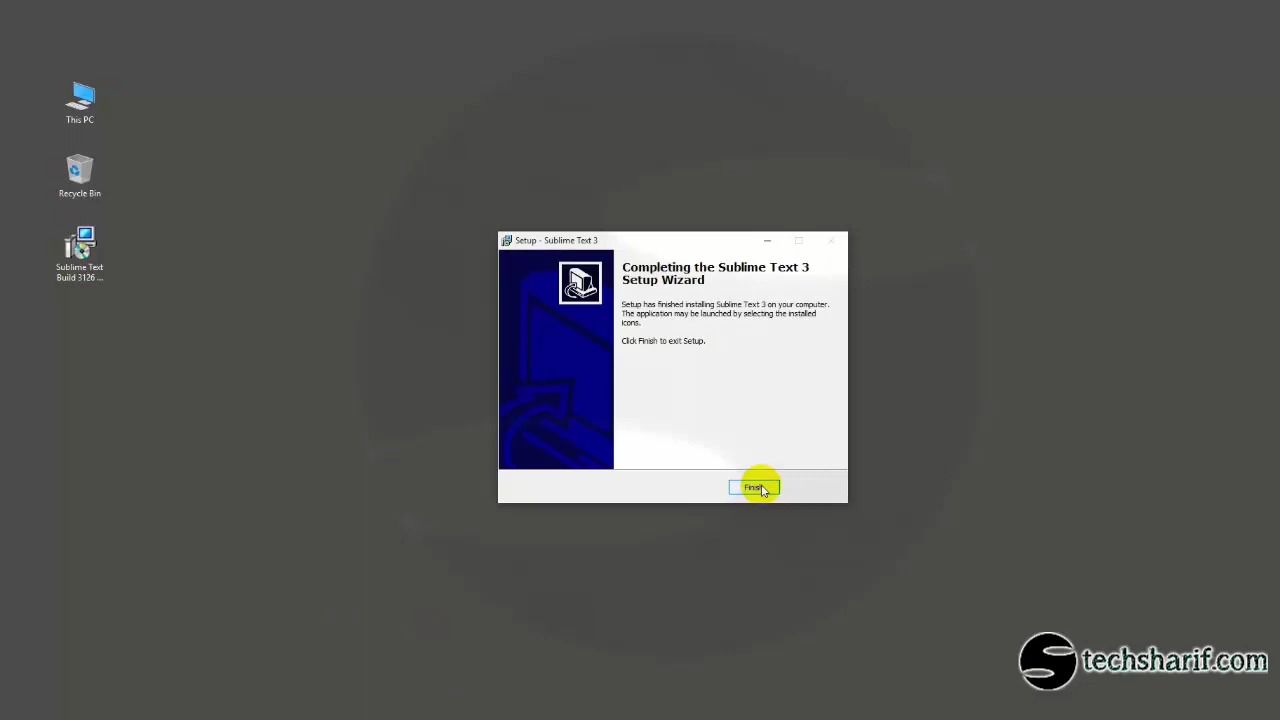 This PC
Recycle Bin
Sublime Text
Build 3126 ...
Setup - Sublime Text 3
Completing the Sublime Text 3
Setup Wizard
Setup has finished installing Sublime Text 3 on your computer.
The application may be launched by selecting the installed
icons.
Click Finish to exit Setup.
Finish
techsharif.com